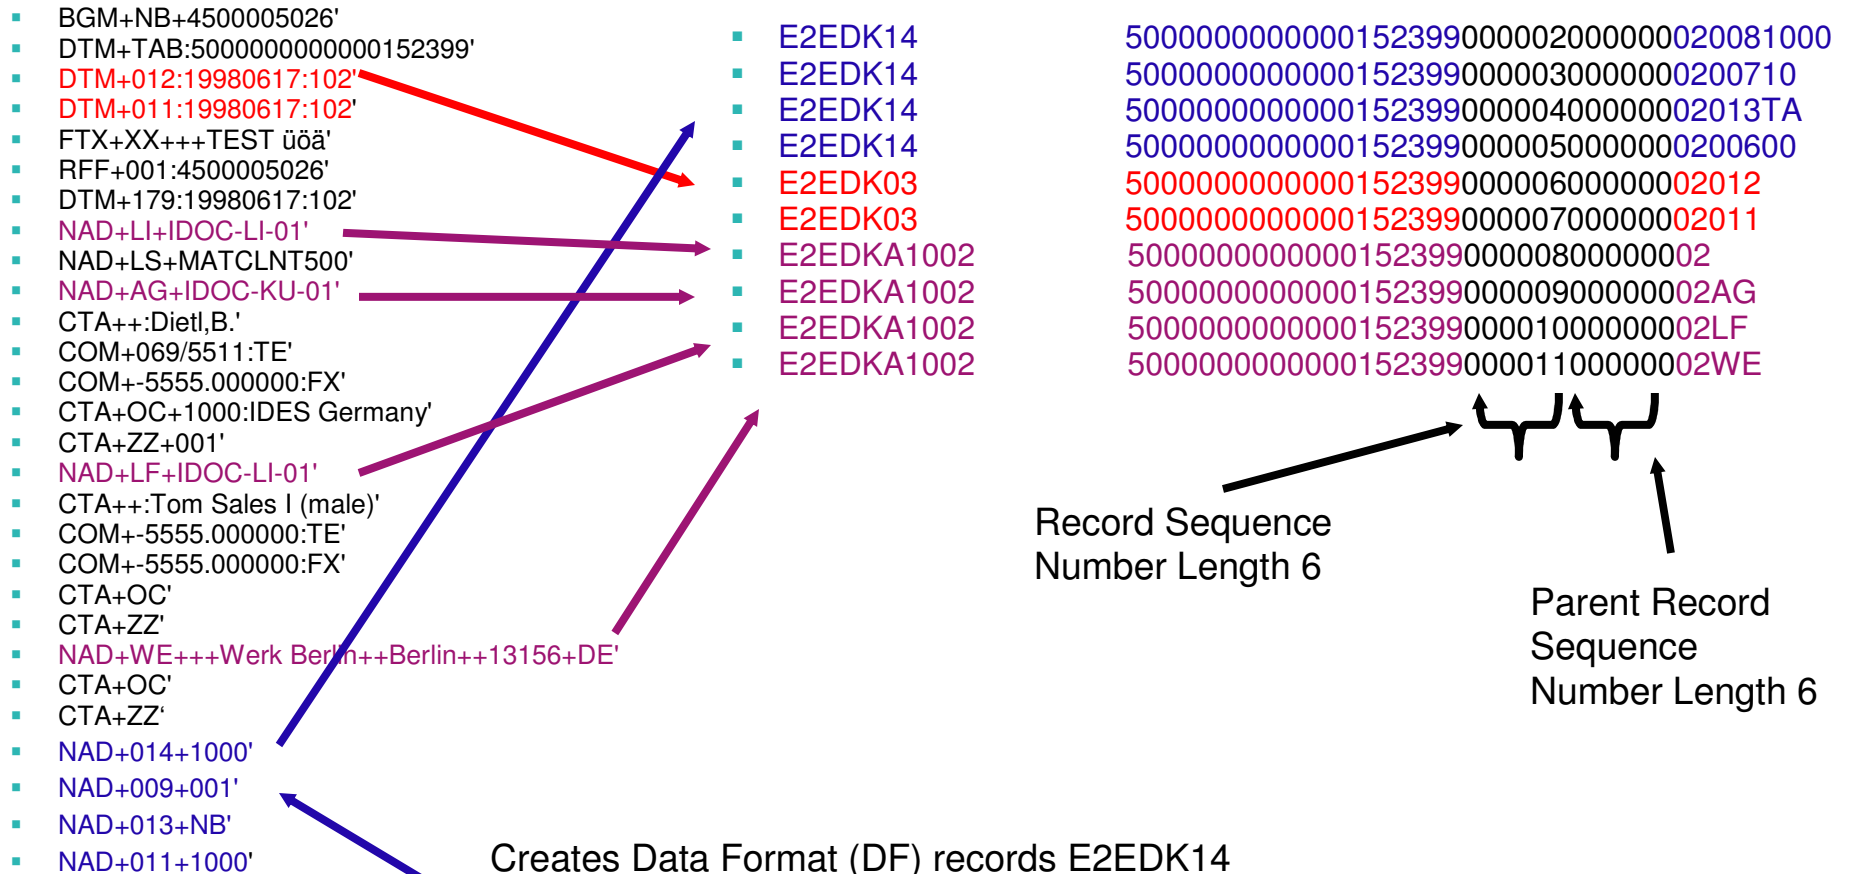 BGM+NB+4500005026'
DTM+TAB:5000000000000152399'
DTM+012:19980617:102'
DTM+011:19980617:102'
FTX+XX+++TEST üöä'
RFF+001:4500005026'
DTM+179:19980617:102'
NAD+LI+IDOC-LI-01'
NAD+LS+MATCLNT500'
NAD+AG+IDOC-KU-01'
CTA++:Dietl,B.'
COM+069/5511:TE'
COM+-5555.000000:FX'
CTA+OC+1000:IDES Germany'
CTA+ZZ+001'
NAD+LF+IDOC-LI-01'
CTA++:Tom Sales I (male)'
COM+-5555.000000:TE'
COM+-5555.000000:FX'
CTA+OC'
CTA+ZZ'
NAD+WE+++Werk Berlin++Berlin++13156+DE'
CTA+OC'
CTA+ZZ‘
NAD+014+1000'
NAD+009+001'
NAD+013+NB'
NAD+011+1000'
E2EDK14 5000000000000152399000002000000020081000
E2EDK14 50000000000001523990000030000000200710
E2EDK14 500000000000015239900000400000002013TA
E2EDK14 50000000000001523990000050000000200600
E2EDK03 500000000000015239900000600000002012
E2EDK03 500000000000015239900000700000002011
E2EDKA1002 500000000000015239900000800000002
E2EDKA1002 500000000000015239900000900000002AG
E2EDKA1002 500000000000015239900001000000002LF
E2EDKA1002 500000000000015239900001100000002WE
Record Sequence
Number Length 6
Parent Record
Sequence
Number Length 6
Creates Data Format (DF) records E2EDK14